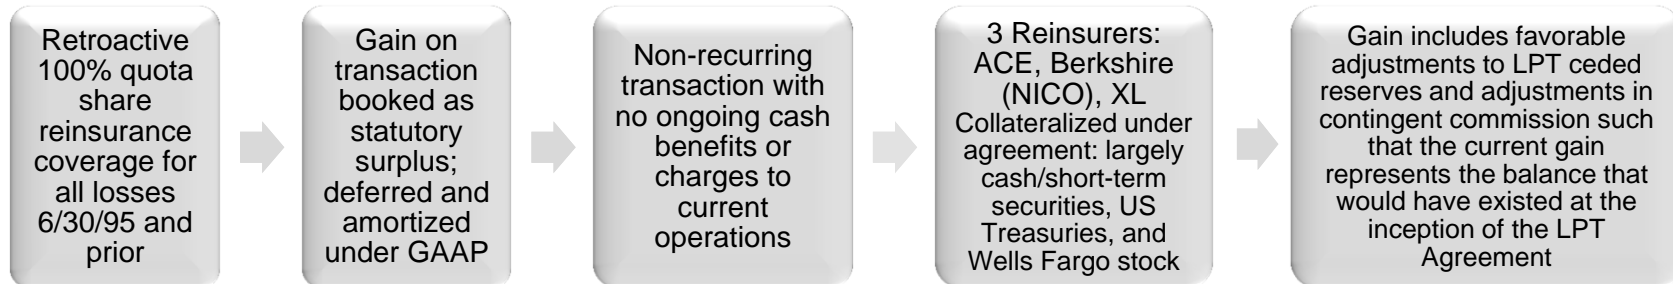 Retroactive
100% quota
share
reinsurance
coverage for
all losses
6/30/95 and
prior
Gain on
transaction
booked as
statutory
surplus;
deferred and
amortized
under GAAP
Non-recurring
transaction with
no ongoing cash
benefits or
charges to
current
operations
3 Reinsurers:
ACE, Berkshire
(NICO), XL
Collateralized under
agreement: largely
cash/short-term
securities, US
Treasuries, and
Wells Fargo stock
Gain includes favorable
adjustments to LPT ceded
reserves and adjustments in
contingent commission such
that the current gain
represents the balance that
would have existed at the
inception of the LPT
Agreement